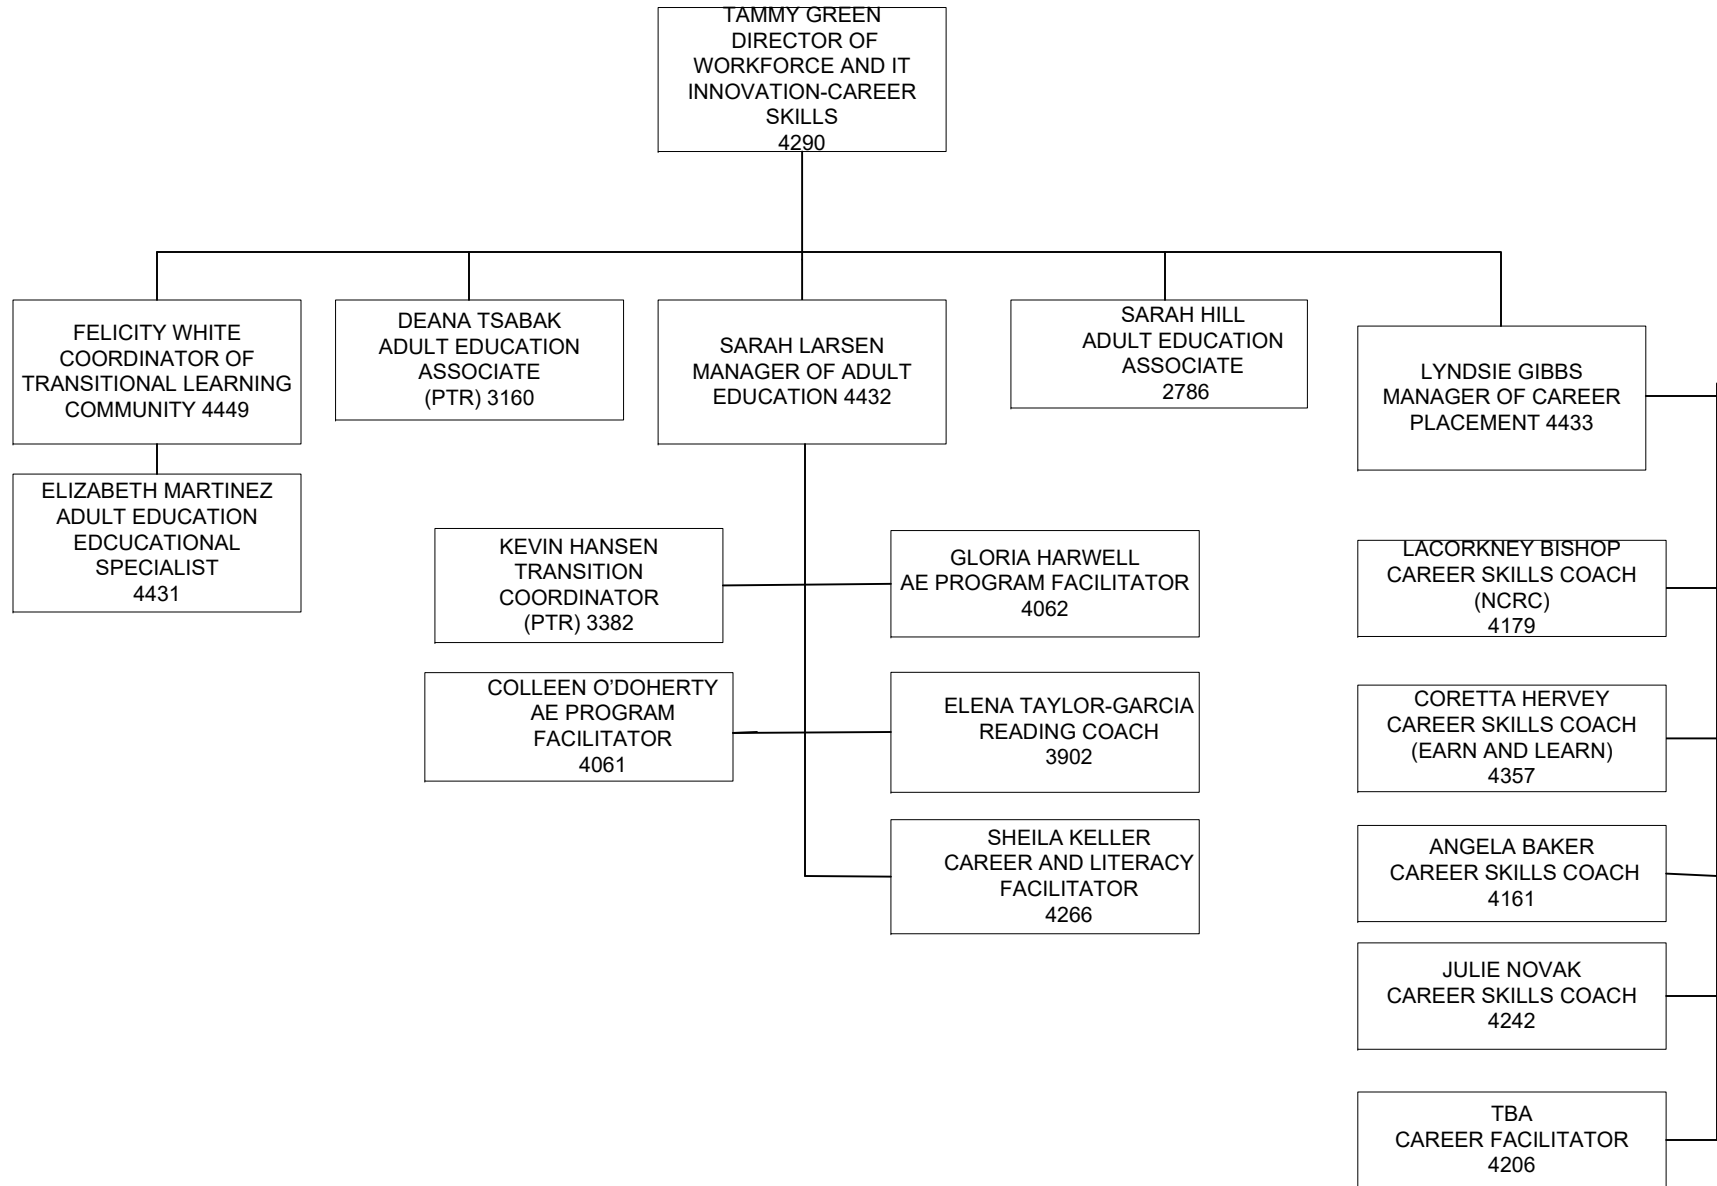 TAMMY GREEN
DIRECTOR OF
WORKFORCE AND IT
INNOVATION-CAREER
SKILLS
4290
FELICITY WHITE
COORDINATOR OF
TRANSITIONAL LEARNING
COMMUNITY 4449
DEANA TSABAK
ADULT EDUCATION
ASSOCIATE
(PTR) 3160
SARAH LARSEN
MANAGER OF ADULT
EDUCATION 4432
SARAH HILL
ADULT EDUCATION
ASSOCIATE
2786
LYNDSIE GIBBS
MANAGER OF CAREER
PLACEMENT 4433
ELIZABETH MARTINEZ
ADULT EDUCATION
EDCUCATIONAL
SPECIALIST
4431
KEVIN HANSEN
TRANSITION
COORDINATOR
(PTR) 3382
GLORIA HARWELL
AE PROGRAM FACILITATOR
4062
LACORKNEY BISHOP
CAREER SKILLS COACH
(NCRC)
4179
COLLEEN O’DOHERTY
AE PROGRAM
FACILITATOR
4061
ELENA TAYLOR-GARCIA
READING COACH
3902
CORETTA HERVEY
CAREER SKILLS COACH
(EARN AND LEARN)
4357
SHEILA KELLER
CAREER AND LITERACY
FACILITATOR
4266
ANGELA BAKER
CAREER SKILLS COACH
4161
JULIE NOVAK
CAREER SKILLS COACH
4242
TBA
CAREER FACILITATOR
4206